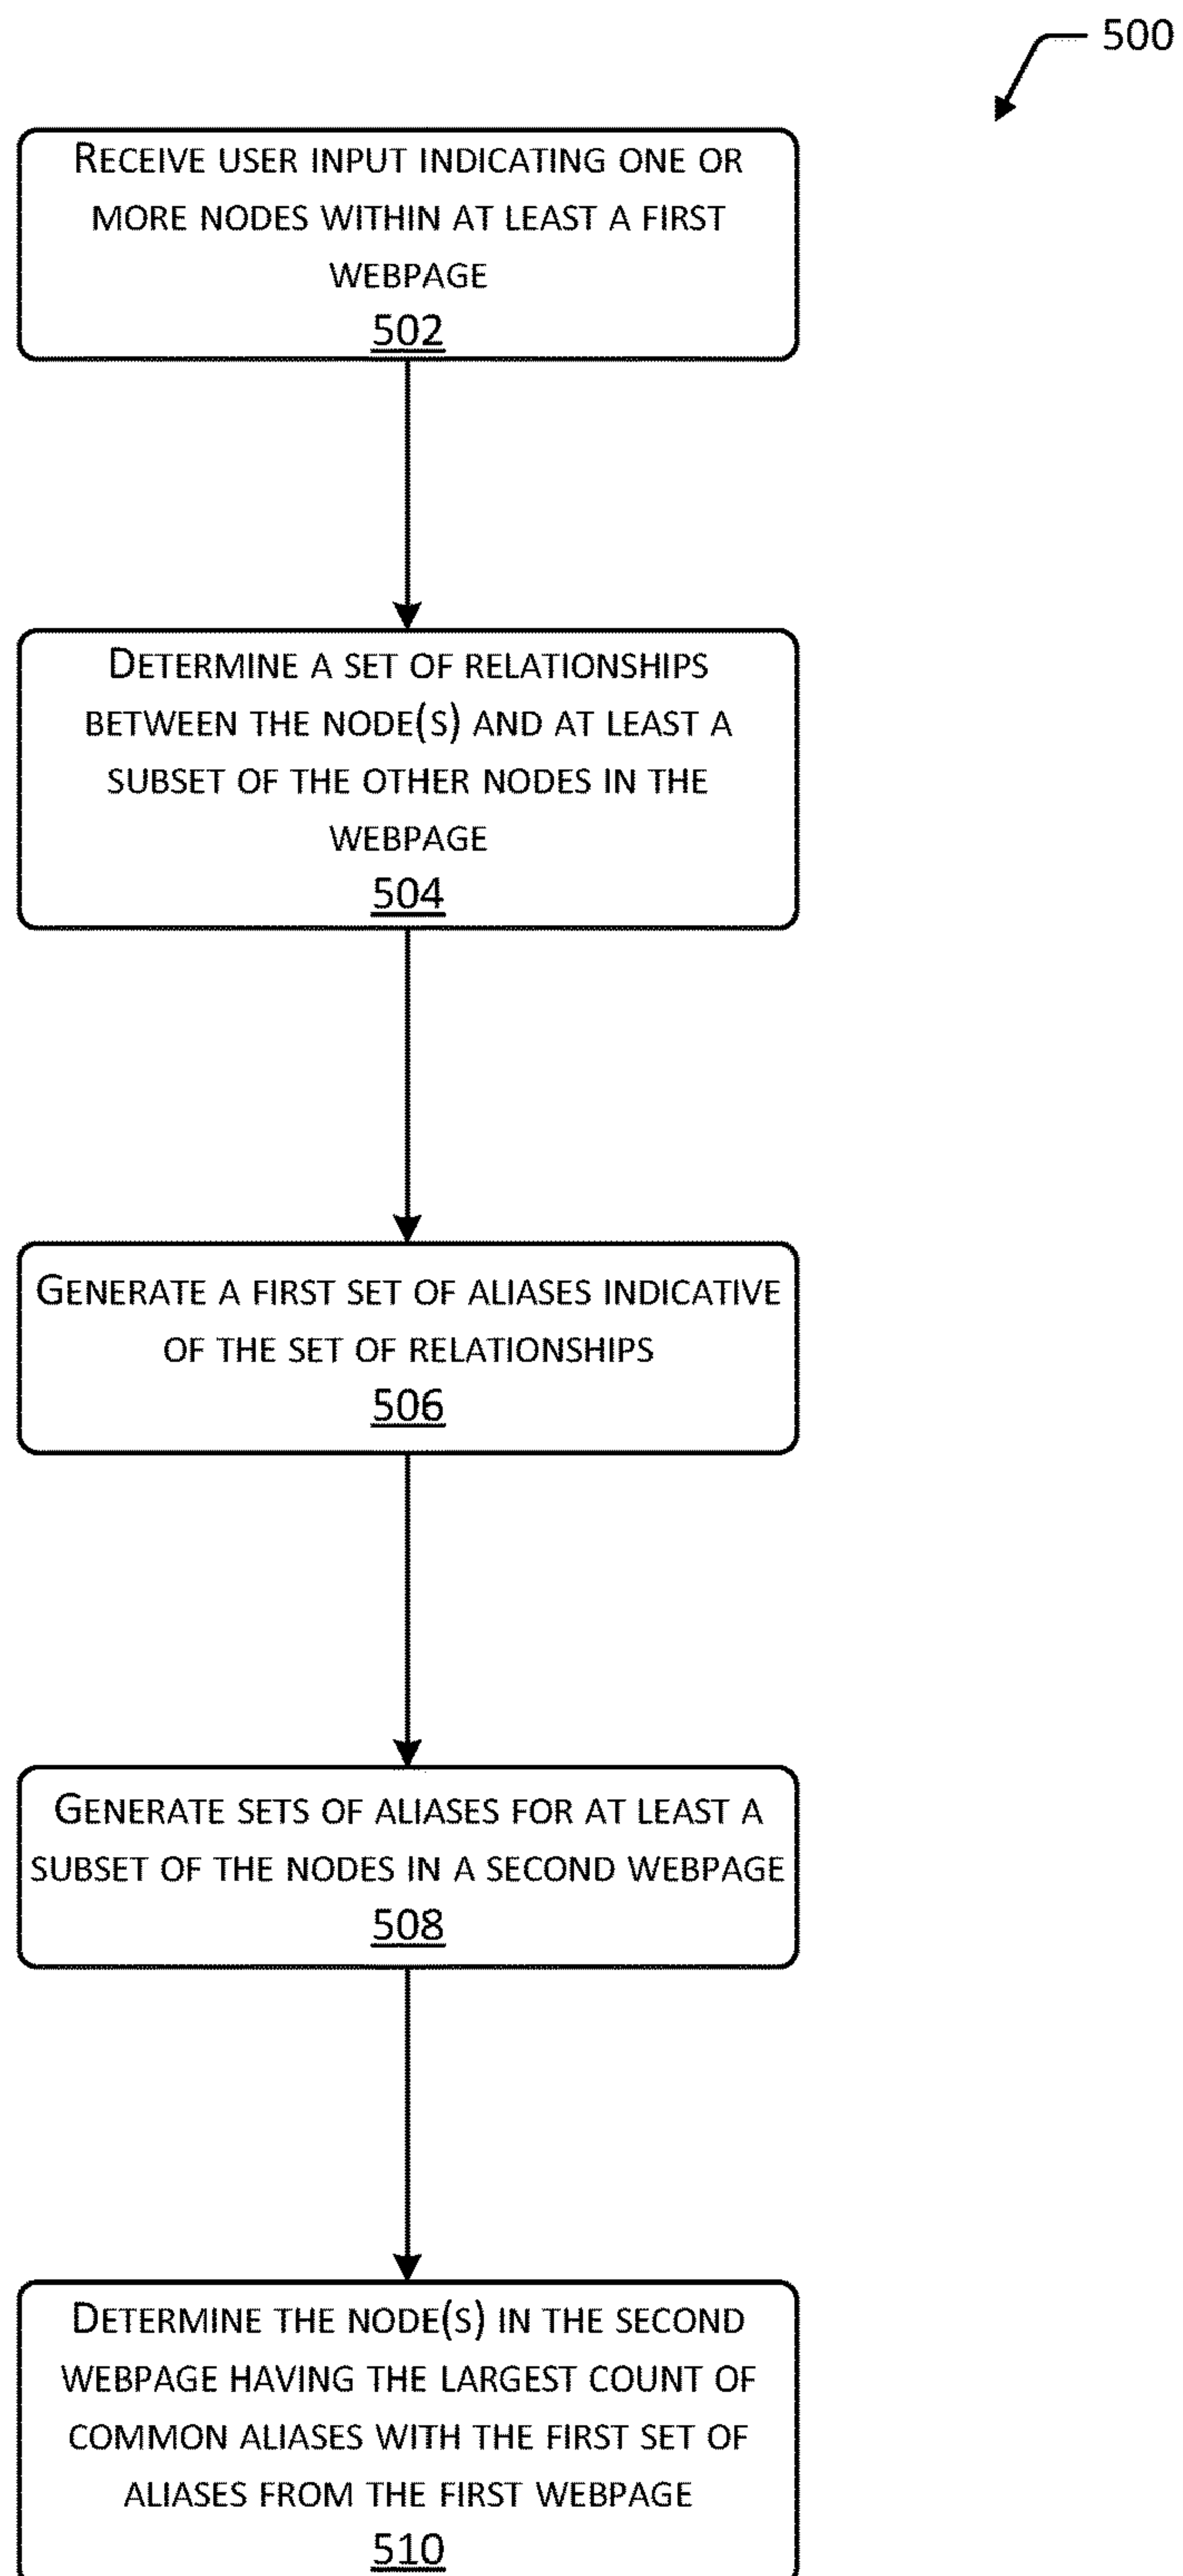 500
RECEIVE USER INPUT INDICATING ONE OR
MORE NODES WITHIN AT LEAST A FIRST
WEBPAGE
502
DETERMINE A SET OF RELATIONSHIPS
BETWEEN THE NODE(S) AND AT LEAST A
SUBSET OF THE OTHER NODES IN THE
WEBPAGE
504
GENERATE A FIRST SET OF ALIASES INDICATIVE
OF THE SET OF RELATIONSHIPS
506
GENERATE SETS OF ALIASES FOR AT LEAST A
SUBSET OF THE NODES IN A SECOND WEBPAGE
508
DETERMINE THE NODE(S) IN THE SECOND
WEBPAGE HAVING THE LARGEST COUNT OF
COMMON ALIASES WITH THE FIRST SET OF
ALIASES FROM THE FIRST WEBPAGE
510